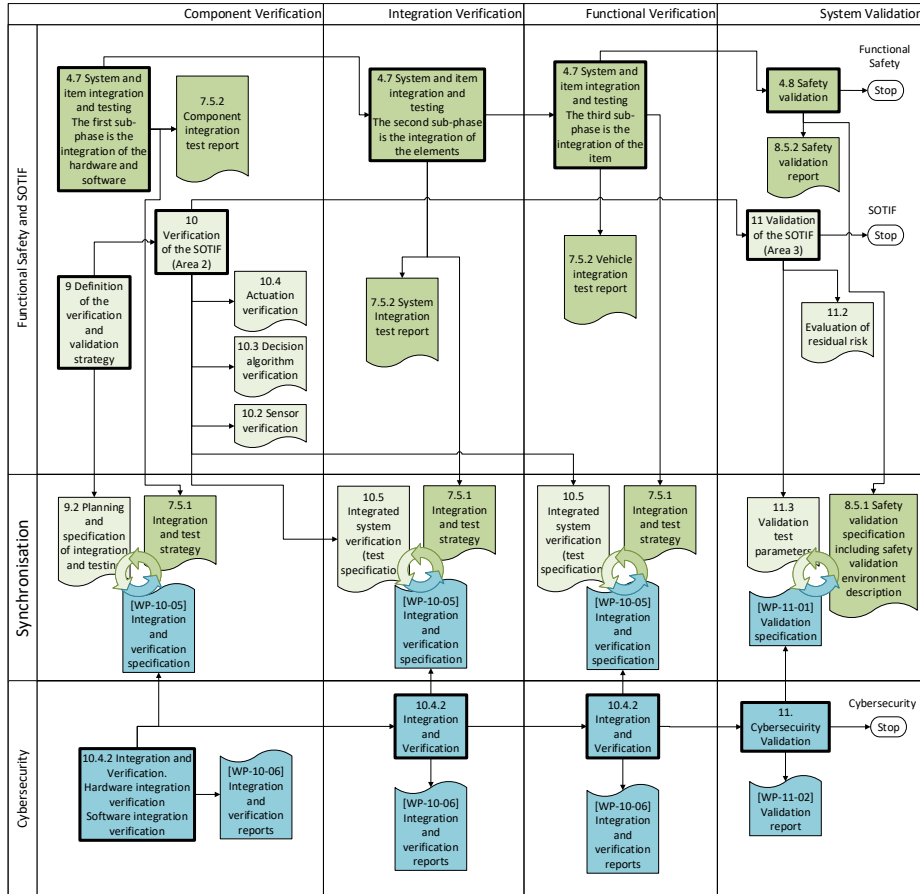 Component Verification
Integration Verification
Functional Verification
System Validation
Functional Safety and SOTIF
4.7 System and
item integration
and testing
The first sub-
phase is the
integration of the
hardware and
software
7.5.2
Component
integration
test report
4.7 System and item
integration and
testing
The second sub-phase
is the integration of
the elements
4.7 System and item
integration and
testing
The third sub-
phase is the
integration of the
item
4.8 Safety
validation
Functional
Safety
Stop
8.5.2 Safety
validation
report
10
Verification
of the SOTIF
(Area 2)
11 Validation
of the SOTIF
(Area 3)
SOTIF
Stop
9 Definition of
the
verification
and
validation
strategy
10.4
Actuation
verification
10.3 Decision
algorithm
verification
10.2 Sensor
verification
7.5.2 System
Integration
test report
7.5.2 Vehicle
integration
test report
11.2
Evaluation of
residual risk
Synchronisation
9.2 Planning
and
specification
of integration
and testing
7.5.1
Integration
and test
strategy
[WP-10-05]
Integration
and
verification
specification
10.5
Integrated
system
verification
(test
specification
7.5.1
Integration
and test
strategy
[WP-10-05]
Integration
and
verification
specification
10.5
Integrated
system
verification
(test
specification
7.5.1
Integration
and test
strategy
[WP-10-05]
Integration
and
verification
specification
11.3
Validation
test
parameters
8.5.1 Safety
validation
specification
including safety
validation
environment
description
[WP-11-01]
Validation
specification
Cybersecurity
10.4.2 Integration and
Verification.
Hardware integration
verification
Software integration
verification
[WP-10-06]
Integration
and
verification
reports
10.4.2
Integration
and
Verification
[WP-10-06]
Integration
and
verification
reports
10.4.2
Integration
and
Verification
[WP-10-06]
Integration
and
verification
reports
11.
Cybersecuirity
Validation
Cybersecurity
Stop
[WP-11-02]
Validation
report